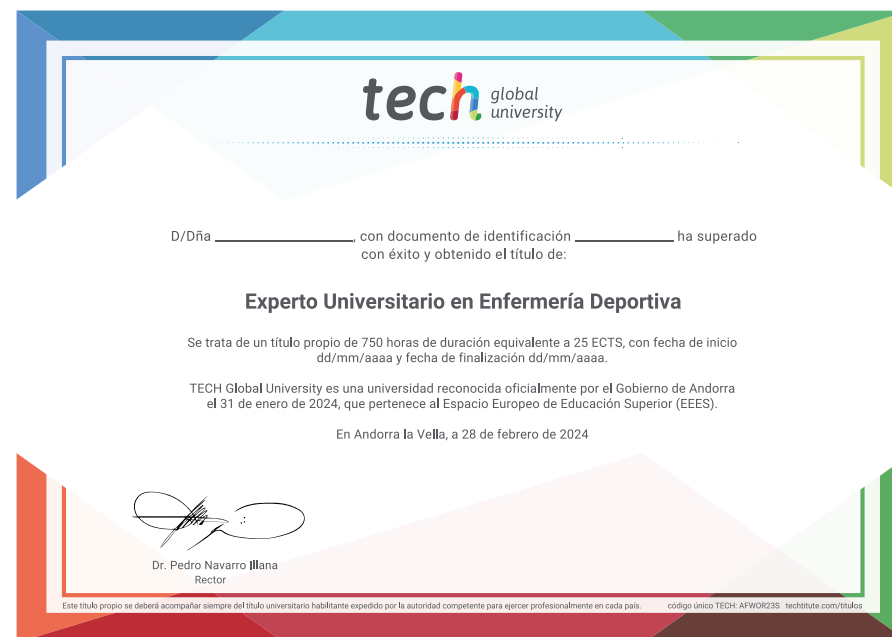 tech global university
D/Dña ______________, con documento de identificación __________ ha superado
con éxito y obtenido el título de:
Experto Universitario en Enfermería Deportiva
Se trata de un título propio de 750 horas de duración equivalente a 25 ECTS, con fecha de inicio
dd/mm/aaaa y fecha de finalización dd/mm/aaaa.
TECH Global University es una universidad reconocida oficialmente por el Gobierno de Andorra
el 31 de enero de 2024, que pertenece al Espacio Europeo de Educación Superior (EEES).
En Andorra la Vella, a 28 de febrero de 2024
Dr. Pedro Navarro Illana
Rector
Este título propio se deberá acompañar siempre del título universitario habilitante expedido por la autoridad competente para ejercer profesionalmente en cada país. código único TECH: AFWOR23S techtitute.com/titulos